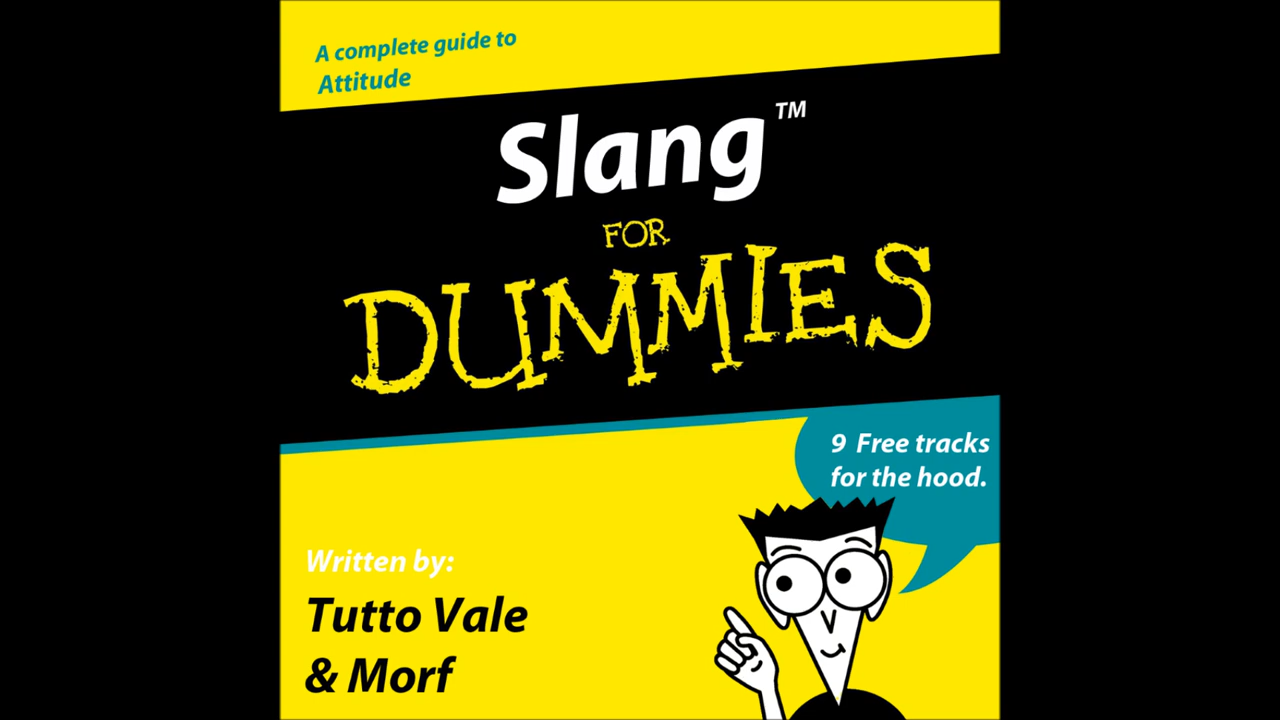 A complete guide to
Attitude
Slang™
FOR
DUMMIES
9 Free tracks
for the hood.
Written by:
Tutto Vale
& Morf